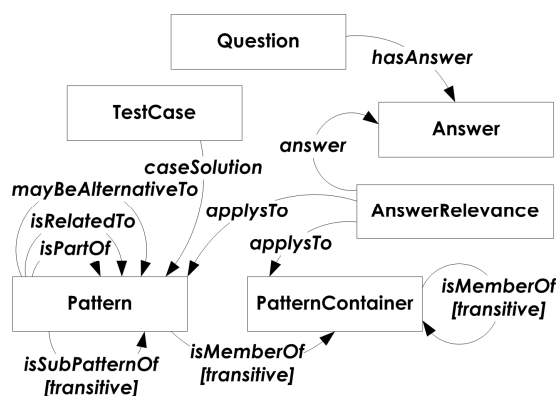 Question
hasAnswer
TestCase
Answer
answer
caseSolution
mayBeAlternativeTo
applysTo
AnswerRelevance
isRelatedTo
isPartOf
applysTo
Pattern
PatternContainer
isMemberOf
[transitive]
isSubPatternOf
[transitive]
isMemberOf
[transitive]